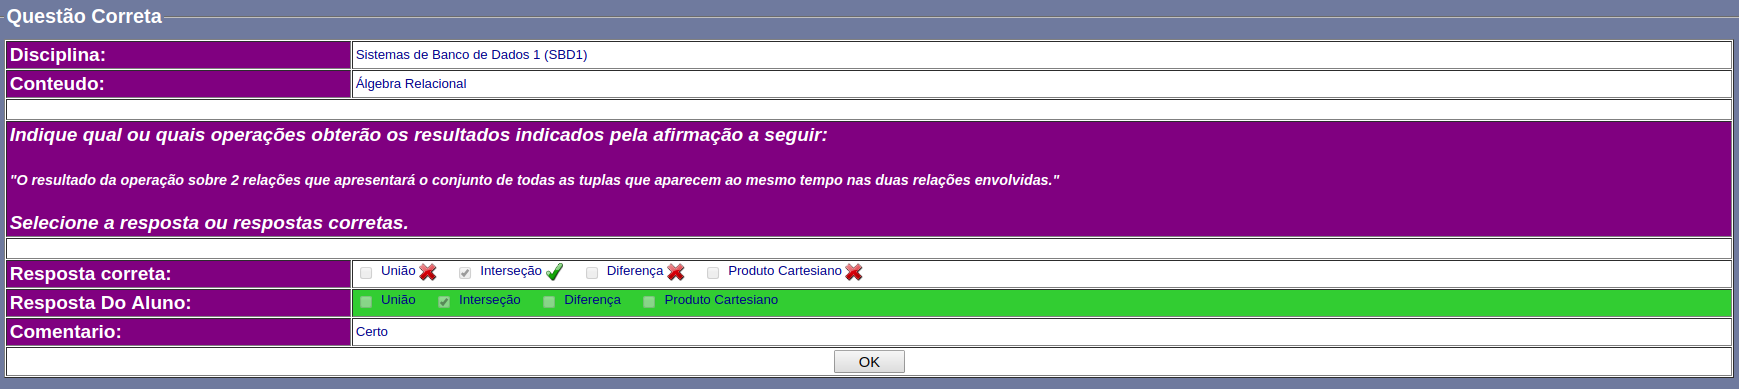 Questão Correta
Disciplina: Sistemas de Banco de Dados 1 (SBD1)
Conteudo: Álgebra Relacional
Indique qual ou quais operações obterão os resultados indicados pela afirmação a seguir:
"O resultado da operação sobre 2 relações que apresentará o conjunto de todas as tuplas que aparecem ao mesmo tempo nas duas relações envolvidas."
Selecione a resposta ou respostas corretas.
Resposta correta: União Interseção Diferença Produto Cartesiano
Resposta Do Aluno: União Interseção Diferença Produto Cartesiano
Comentario: Certo
OK